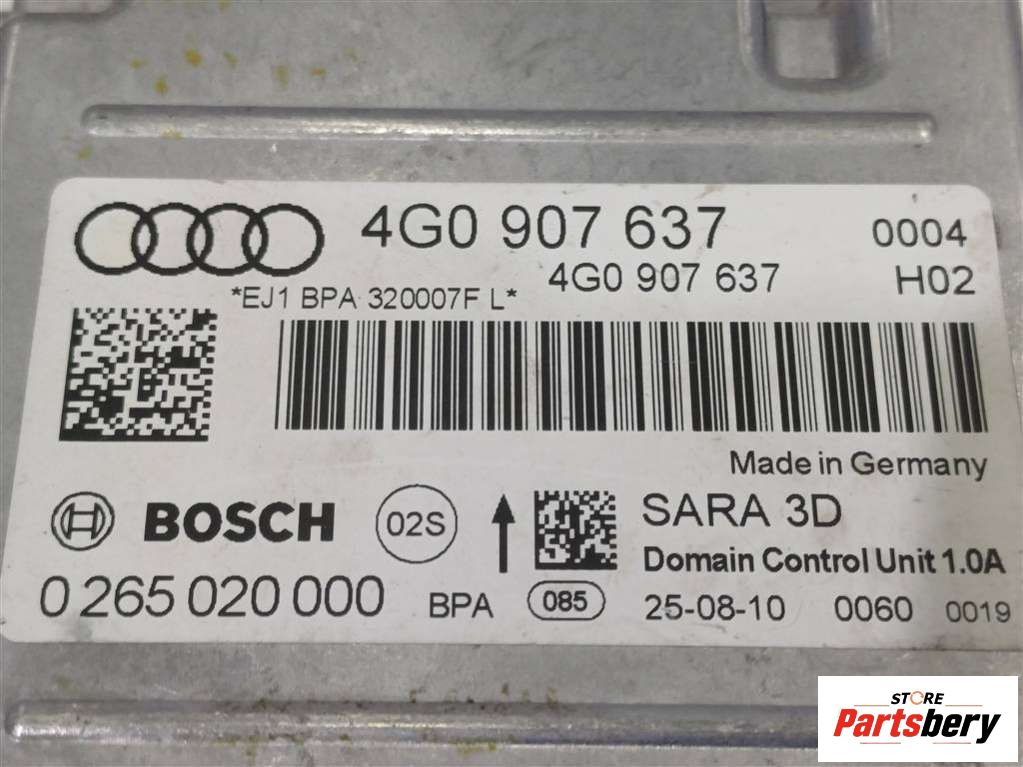 4G0 907 637 0004
4G0 907 637 H02
*EJ1 BPA 320007F L*
Made in Germany
BOSCH 02S SARA 3D
Domain Control Unit 1.0A
0 265 020 000 BPA 085 25-08-10 0060 0019
STORE
Partsbery